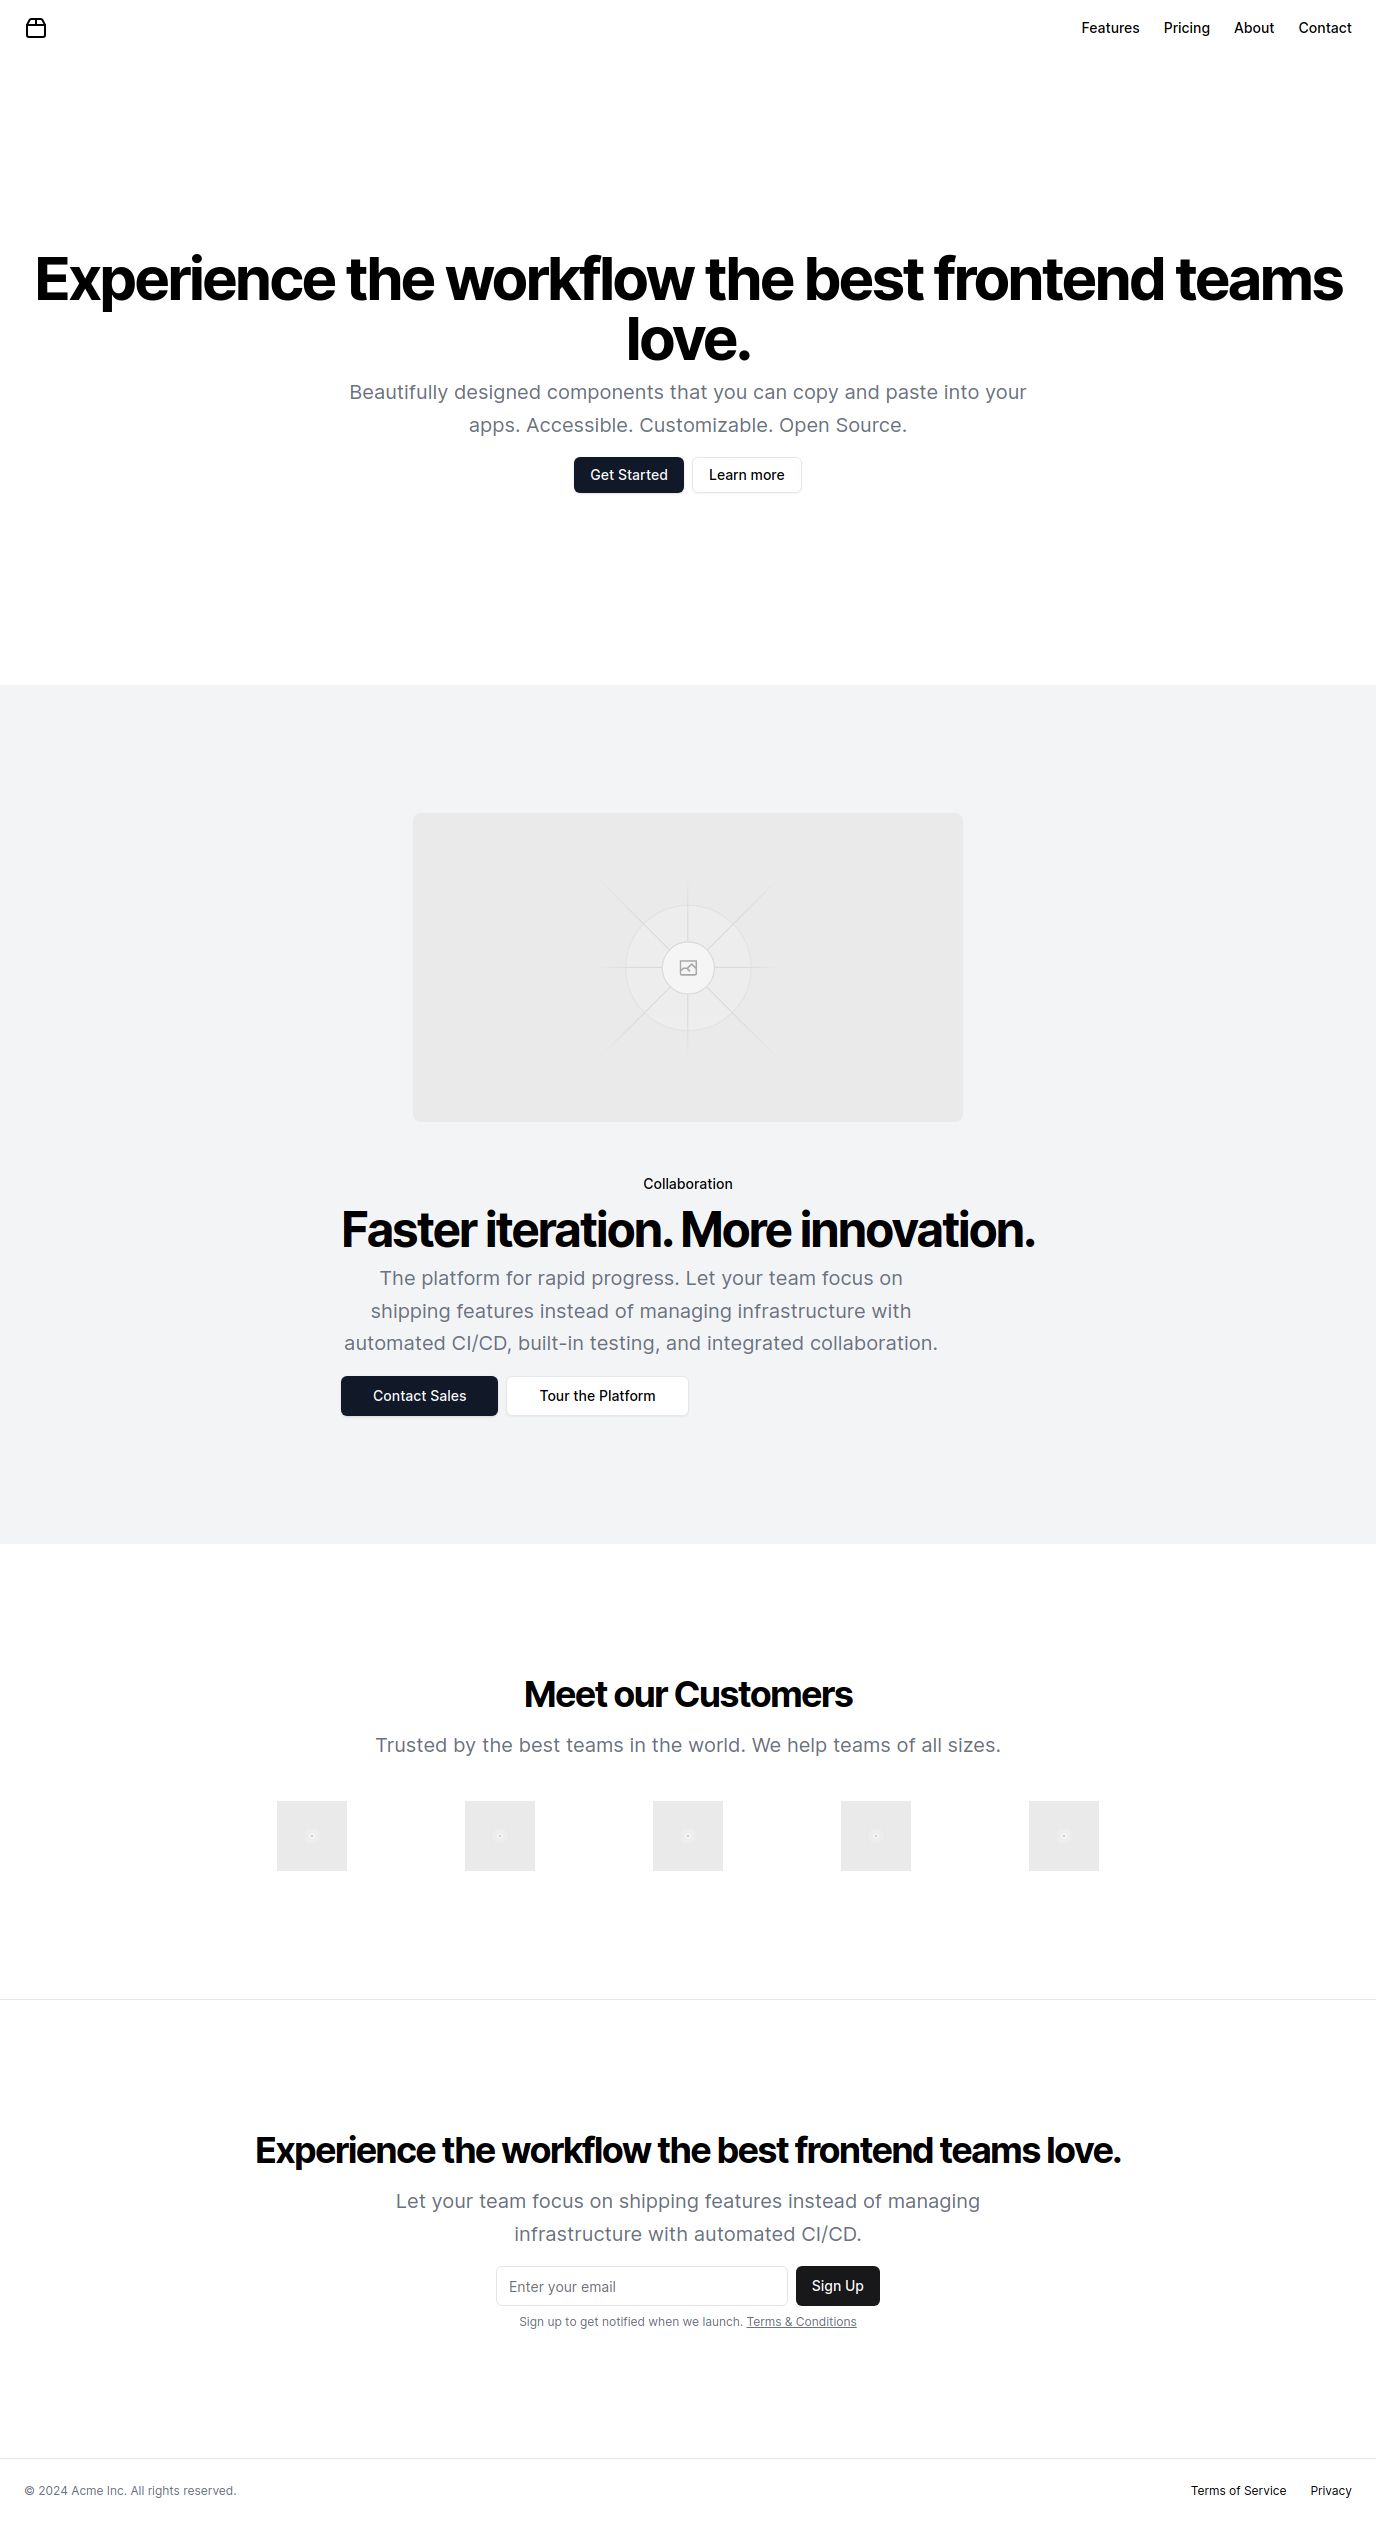 Features Pricing About Contact
Experience the workflow the best frontend teams
love.
Beautifully designed components that you can copy and paste into your
apps. Accessible. Customizable. Open Source.
Get Started Learn more
Collaboration
Faster iteration. More innovation.
The platform for rapid progress. Let your team focus on
shipping features instead of managing infrastructure with
automated CI/CD, built-in testing, and integrated collaboration.
Contact Sales Tour the Platform
Meet our Customers
Trusted by the best teams in the world. We help teams of all sizes.
Experience the workflow the best frontend teams love.
Let your team focus on shipping features instead of managing
infrastructure with automated CI/CD.
Enter your email Sign Up
Sign up to get notified when we launch. Terms & Conditions
© 2024 Acme Inc. All rights reserved. Terms of Service Privacy